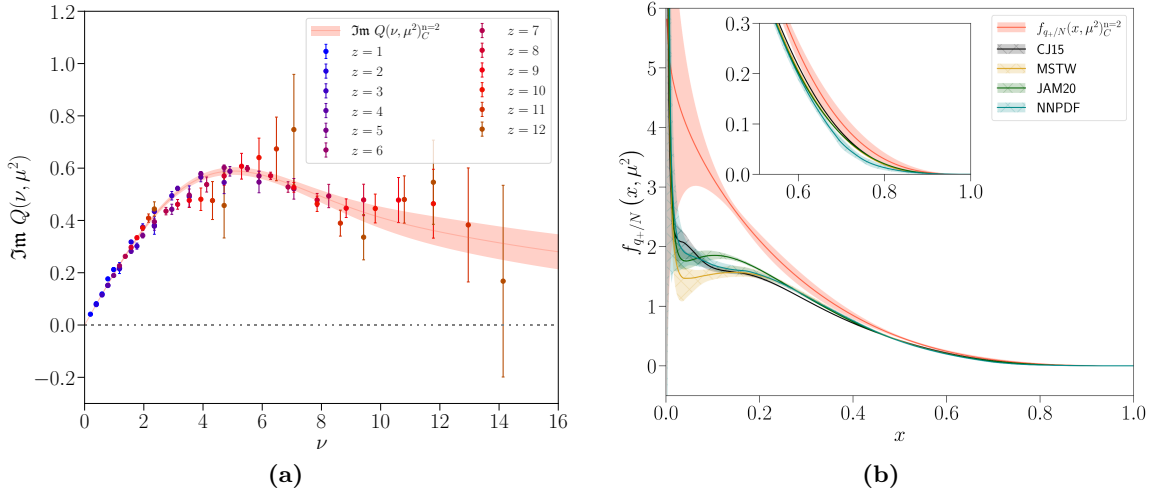 1.2
1.0
0.8
0.6
0.4
0.2
0.0
−0.2
0 2 4 6 8 10 12 14 16
ν
𝕴𝖒 Q(ν, μ²)
𝕴𝖒 Q(ν, μ²)_C^{n=2}
z = 1
z = 2
z = 3
z = 4
z = 5
z = 6
z = 7
z = 8
z = 9
z = 10
z = 11
z = 12
(a)
6
5
4
3
2
1
0
0.0 0.2 0.4 0.6 0.8 1.0
x
f_{q+/N}(x, μ²)
0.3
0.2
0.1
0.0
0.6 0.8 1.0
f_{q+/N}(x, μ²)_C^{n=2}
CJ15
MSTW
JAM20
NNPDF
(b)